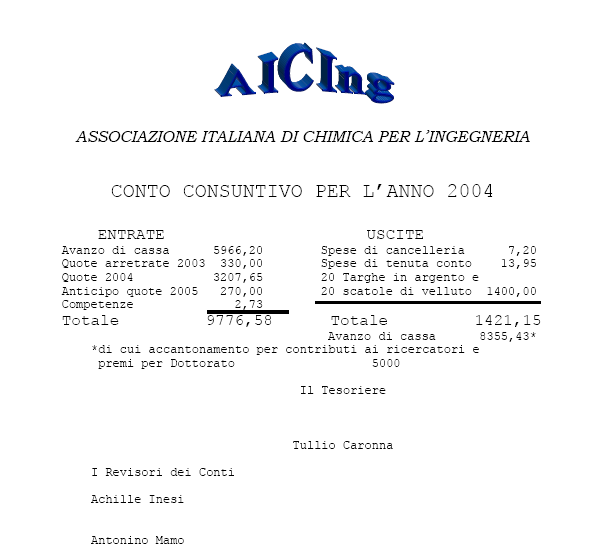 AICIng
ASSOCIAZIONE ITALIANA DI CHIMICA PER L'INGEGNERIA
CONTO CONSUNTIVO PER L'ANNO 2004
ENTRATE USCITE
Avanzo di cassa 5966,20 Spese di cancelleria 7,20
Quote arretrate 2003 330,00 Spese di tenuta conto 13,95
Quote 2004 3207,65 20 Targhe in argento e
Anticipo quote 2005 270,00 20 scatole di velluto 1400,00
Competenze 2,73
Totale 9776,58 Totale 1421,15
Avanzo di cassa 8355,43*
*di cui accantonamento per contributi ai ricercatori e
premi per Dottorato 5000
Il Tesoriere
Tullio Caronna
I Revisori dei Conti
Achille Inesi
Antonino Mamo